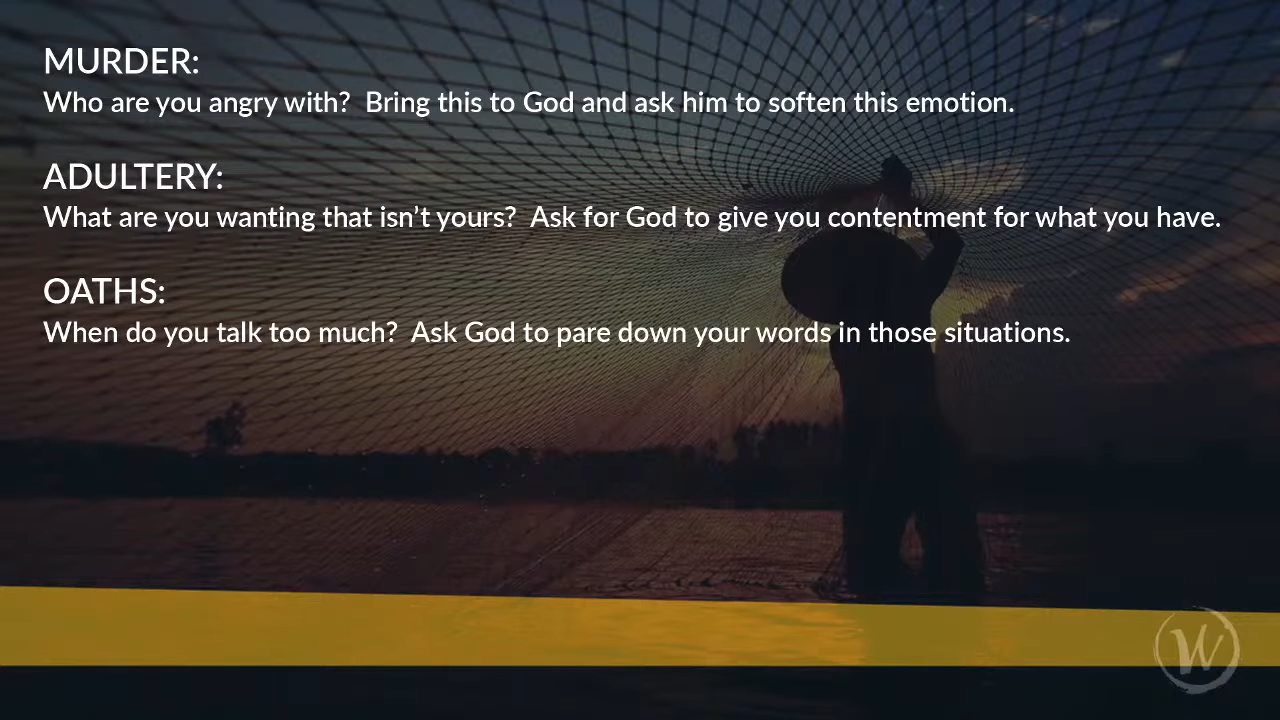 MURDER:
Who are you angry with?  Bring this to God and ask him to soften this emotion.
ADULTERY:
What are you wanting that isn’t yours?  Ask for God to give you contentment for what you have.
OATHS:
When do you talk too much?  Ask God to pare down your words in those situations.
W